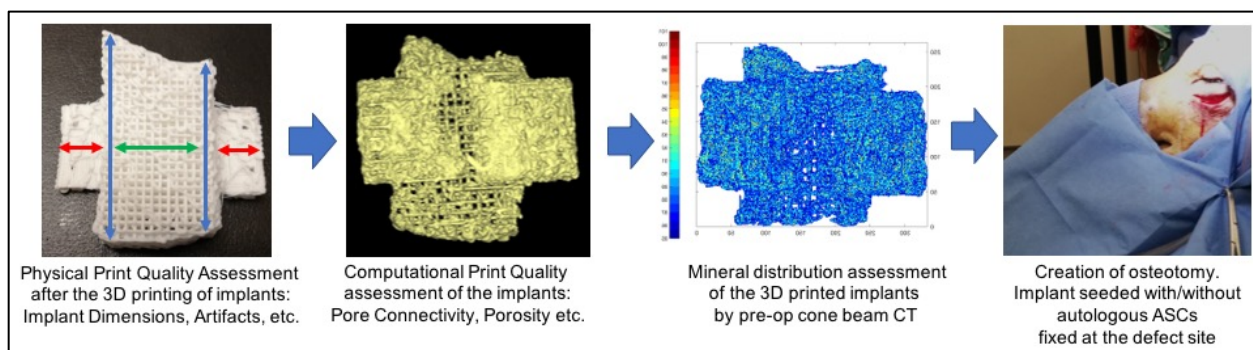 Physical Print Quality Assessment
after the 3D printing of implants:
Implant Dimensions, Artifacts, etc.
Computational Print Quality
assessment of the implants:
Pore Connectivity, Porosity etc.
Mineral distribution assessment
of the 3D printed implants
by pre-op cone beam CT
Creation of osteotomy.
Implant seeded with/without
autologous ASCs
fixed at the defect site